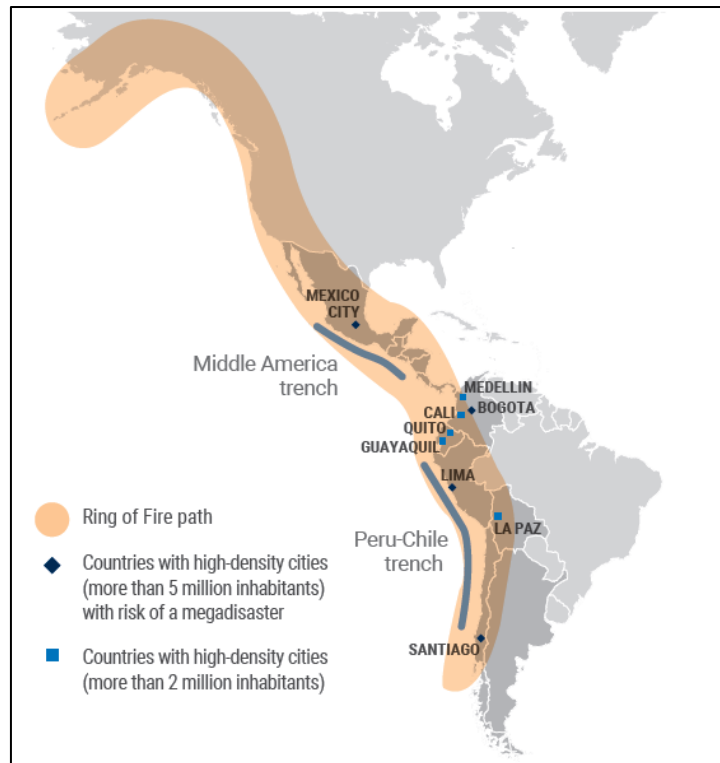 MEXICO
CITY
Middle America
trench
MEDELLIN
CALI
BOGOTA
QUITO
GUAYAQUIL
LIMA
LA PAZ
Peru-Chile
trench
SANTIAGO
Ring of Fire path
Countries with high-density cities
(more than 5 million inhabitants)
with risk of a megadisaster
Countries with high-density cities
(more than 2 million inhabitants)